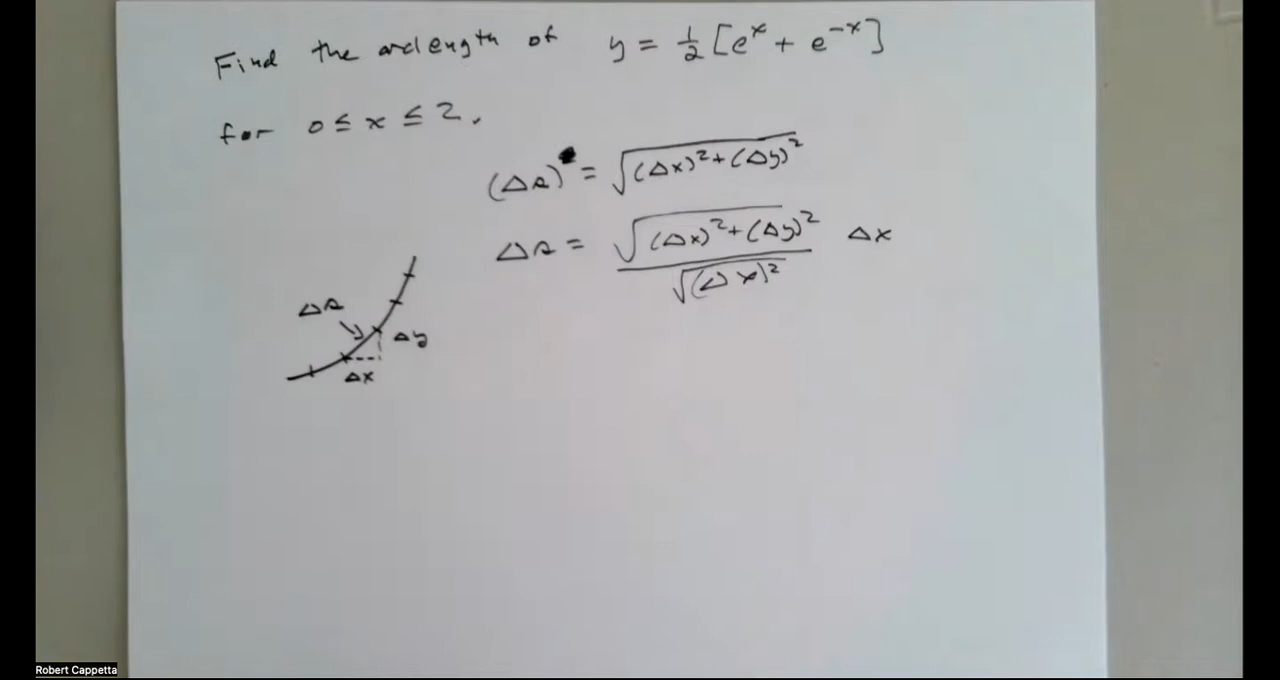 Find the arclength of y = ½ [eˣ + e⁻ˣ]
for 0 ≤ x ≤ 2.
(Δs) = √((Δx)² + (Δy)²)
Δs = √((Δx)² + (Δy)²) / √((Δx)²) Δx
Δs
Δy
Δx
Robert Cappetta